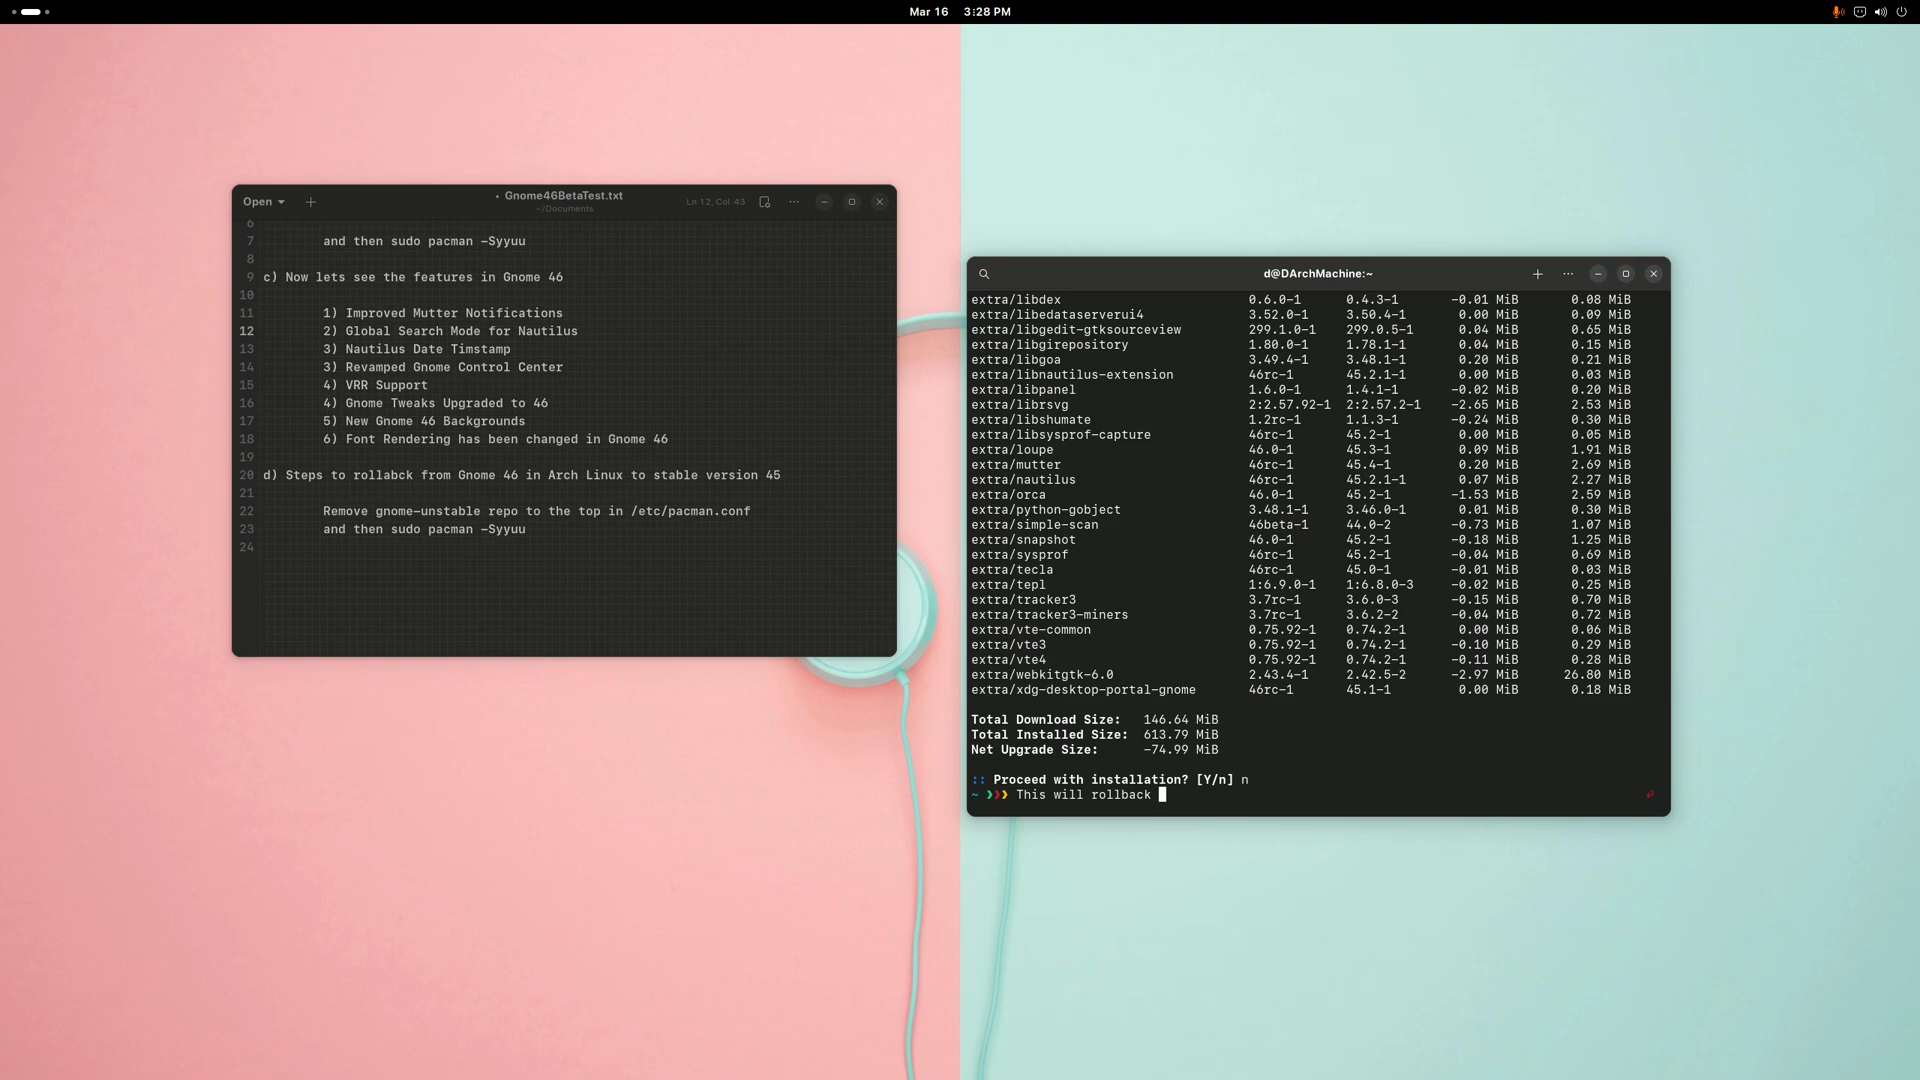 Mar 16 3:28 PM
Open
• Gnome46BetaTest.txt
~/Documents
Ln 12, Col 43
6
7 and then sudo pacman -Syyuu
8
9 c) Now lets see the features in Gnome 46
10
11 1) Improved Mutter Notifications
12 2) Global Search Mode for Nautilus
13 3) Nautilus Date Timstamp
14 3) Revamped Gnome Control Center
15 4) VRR Support
16 4) Gnome Tweaks Upgraded to 46
17 5) New Gnome 46 Backgrounds
18 6) Font Rendering has been changed in Gnome 46
19
20 d) Steps to rollabck from Gnome 46 in Arch Linux to stable version 45
21
22 Remove gnome-unstable repo to the top in /etc/pacman.conf
23 and then sudo pacman -Syyuu
24
d@DArchMachine:~
extra/libdex 0.6.0-1 0.4.3-1 -0.01 MiB 0.08 MiB
extra/libedataserverui4 3.52.0-1 3.50.4-1 0.00 MiB 0.09 MiB
extra/libgedit-gtksourceview 299.1.0-1 299.0.5-1 0.04 MiB 0.65 MiB
extra/libgirepository 1.80.0-1 1.78.1-1 0.04 MiB 0.15 MiB
extra/libgoa 3.49.4-1 3.48.1-1 0.20 MiB 0.21 MiB
extra/libnautilus-extension 46rc-1 45.2.1-1 0.00 MiB 0.03 MiB
extra/libpanel 1.6.0-1 1.4.1-1 -0.02 MiB 0.20 MiB
extra/librsvg 2:2.57.92-1 2:2.57.2-1 -2.65 MiB 2.53 MiB
extra/libshumate 1.2rc-1 1.1.3-1 -0.24 MiB 0.30 MiB
extra/libsysprof-capture 46rc-1 45.2-1 0.00 MiB 0.05 MiB
extra/loupe 46.0-1 45.3-1 0.09 MiB 1.91 MiB
extra/mutter 46rc-1 45.4-1 0.20 MiB 2.69 MiB
extra/nautilus 46rc-1 45.2.1-1 0.07 MiB 2.27 MiB
extra/orca 46.0-1 45.2-1 -1.53 MiB 2.59 MiB
extra/python-gobject 3.48.1-1 3.46.0-1 0.01 MiB 0.30 MiB
extra/simple-scan 46beta-1 44.0-2 -0.73 MiB 1.07 MiB
extra/snapshot 46.0-1 45.2-1 -0.18 MiB 1.25 MiB
extra/sysprof 46rc-1 45.2-1 -0.04 MiB 0.69 MiB
extra/tecla 46rc-1 45.0-1 -0.01 MiB 0.03 MiB
extra/tepl 1:6.9.0-1 1:6.8.0-3 -0.02 MiB 0.25 MiB
extra/tracker3 3.7rc-1 3.6.0-3 -0.15 MiB 0.70 MiB
extra/tracker3-miners 3.7rc-1 3.6.2-2 -0.04 MiB 0.72 MiB
extra/vte-common 0.75.92-1 0.74.2-1 0.00 MiB 0.06 MiB
extra/vte3 0.75.92-1 0.74.2-1 -0.10 MiB 0.29 MiB
extra/vte4 0.75.92-1 0.74.2-1 -0.11 MiB 0.28 MiB
extra/webkitgtk-6.0 2.43.4-1 2.42.5-2 -2.97 MiB 26.80 MiB
extra/xdg-desktop-portal-gnome 46rc-1 45.1-1 0.00 MiB 0.18 MiB
Total Download Size: 146.64 MiB
Total Installed Size: 613.79 MiB
Net Upgrade Size: -74.99 MiB
:: Proceed with installation? [Y/n] n
~ ❯❯❯ This will rollback